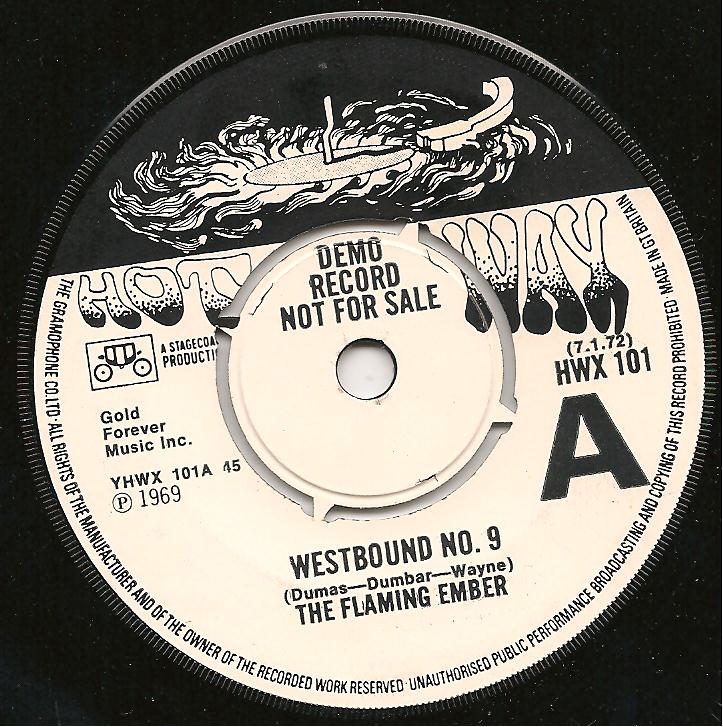 HOT WAX
DEMO
RECORD
NOT FOR SALE
A STAGECOA
PRODUCTI
(7.1.72)
HWX 101
A
Gold
Forever
Music Inc.
YHWX 101A 45
Ⓟ 1969
WESTBOUND NO. 9
(Dumas—Dumbar—Wayne)
THE FLAMING EMBER
THE GRAMOPHONE CO. LTD · ALL RIGHTS OF THE MANUFACTURER AND OF THE OWNER OF THE RECORDED WORK RESERVED · UNAUTHORISED PUBLIC PERFORMANCE BROADCASTING AND COPYING OF THIS RECORD PROHIBITED · MADE IN GT BRITAIN